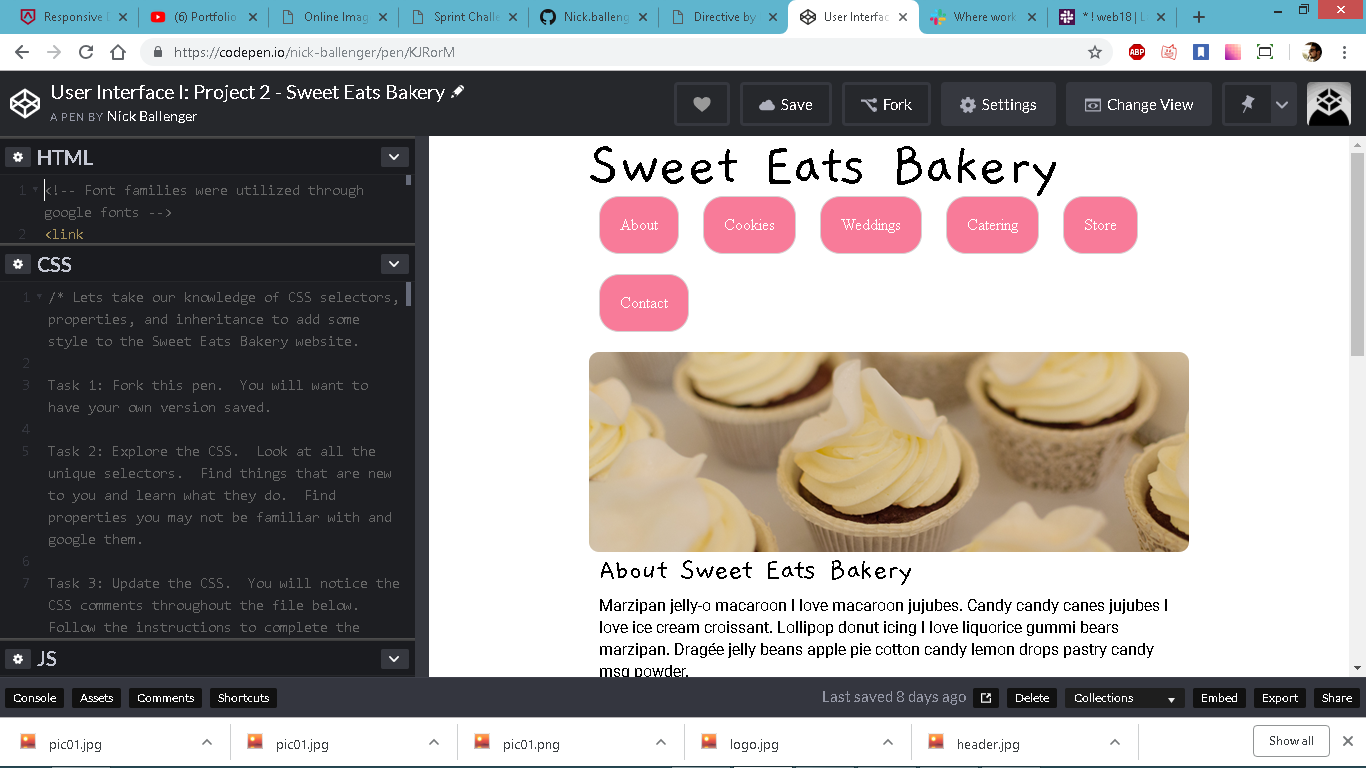 Responsive D
(6) Portfolio
Online Imag
Sprint Challe
Nick.balleng
Directive by
User Interfac
Where work
* ! web18 | L
https://codepen.io/nick-ballenger/pen/KJRorM
ABP
User Interface I: Project 2 - Sweet Eats Bakery
A PEN BY Nick Ballenger
Save
Fork
Settings
Change View
HTML
1 <!-- Font families were utilized through
google fonts -->
2 <link
CSS
1 /* Lets take our knowledge of CSS selectors,
properties, and inheritance to add some
style to the Sweet Eats Bakery website.
2
3 Task 1: Fork this pen.  You will want to
have your own version saved.
4
5 Task 2: Explore the CSS.  Look at all the
unique selectors.  Find things that are new
to you and learn what they do.  Find
properties you may not be familiar with and
google them.
6
7 Task 3: Update the CSS.  You will notice the
CSS comments throughout the file below.
Follow the instructions to complete the
JS
Sweet Eats Bakery
About Cookies Weddings Catering Store
Contact
About Sweet Eats Bakery
Marzipan jelly-o macaroon I love macaroon jujubes. Candy candy canes jujubes I
love ice cream croissant. Lollipop donut icing I love liquorice gummi bears
marzipan. Dragée jelly beans apple pie cotton candy lemon drops pastry candy
msg powder.
Console Assets Comments Shortcuts
Last saved 8 days ago
Delete Collections Embed Export Share
pic01.jpg
pic01.jpg
pic01.png
logo.jpg
header.jpg
Show all